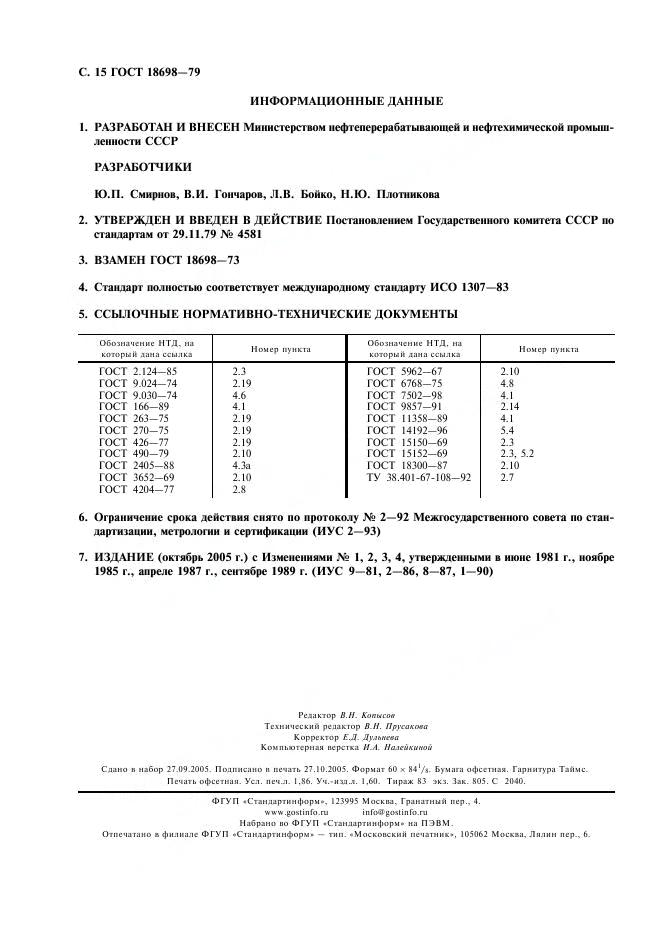 С. 15 ГОСТ 18698—79
ИНФОРМАЦИОННЫЕ ДАННЫЕ
1. РАЗРАБОТАН И ВНЕСЕН Министерством нефтеперерабатывающей и нефтехимической промыш-
ленности СССР
РАЗРАБОТЧИКИ
Ю.П. Смирнов, В.И. Гончаров, Л.В. Бойко, Н.Ю. Плотникова
2. УТВЕРЖДЕН И ВВЕДЕН В ДЕЙСТВИЕ Постановлением Государственного комитета СССР по
стандартам от 29.11.79 № 4581
3. ВЗАМЕН ГОСТ 18698—73
4. Стандарт полностью соответствует международному стандарту ИСО 1307—83
5. ССЫЛОЧНЫЕ НОРМАТИВНО-ТЕХНИЧЕСКИЕ ДОКУМЕНТЫ
Обозначение НТД, на который дана ссылка Номер пункта Обозначение НТД, на который дана ссылка Номер пункта
ГОСТ 2.124—85 2.3 ГОСТ 5962—67 2.10
ГОСТ 9.024—74 2.19 ГОСТ 6768—75 4.8
ГОСТ 9.030—74 4.6 ГОСТ 7502—98 4.1
ГОСТ 166—89 4.1 ГОСТ 9857—91 2.14
ГОСТ 263—75 2.19 ГОСТ 11358—89 4.1
ГОСТ 270—75 2.19 ГОСТ 14192—96 5.4
ГОСТ 426—77 2.19 ГОСТ 15150—69 2.3
ГОСТ 490—79 2.10 ГОСТ 15152—69 2.3, 5.2
ГОСТ 2405—88 4.3а ГОСТ 18300—87 2.10
ГОСТ 3652—69 2.10 ТУ 38.401-67-108—92 2.7
ГОСТ 4204—77 2.8
6. Ограничение срока действия снято по протоколу № 2—92 Межгосударственного совета по стан-
дартизации, метрологии и сертификации (ИУС 2—93)
7. ИЗДАНИЕ (октябрь 2005 г.) с Изменениями № 1, 2, 3, 4, утвержденными в июне 1981 г., ноябре
1985 г., апреле 1987 г., сентябре 1989 г. (ИУС 9—81, 2—86, 8—87, 1—90)
Редактор В.Н. Копысов
Технический редактор В.Н. Прусакова
Корректор Е.Д. Дульнева
Компьютерная верстка И.А. Налейкиной
Сдано в набор 27.09.2005. Подписано в печать 27.10.2005. Формат 60 × 84 1/8. Бумага офсетная. Гарнитура Таймс.
Печать офсетная. Усл. печ.л. 1,86. Уч.-изд.л. 1,60. Тираж 83 экз. Зак. 805. С 2040.
ФГУП «Стандартинформ», 123995 Москва, Гранатный пер., 4.
www.gostinfo.ru info@gostinfo.ru
Набрано во ФГУП «Стандартинформ» на ПЭВМ.
Отпечатано в филиале ФГУП «Стандартинформ» — тип. «Московский печатник», 105062 Москва, Лялин пер., 6.